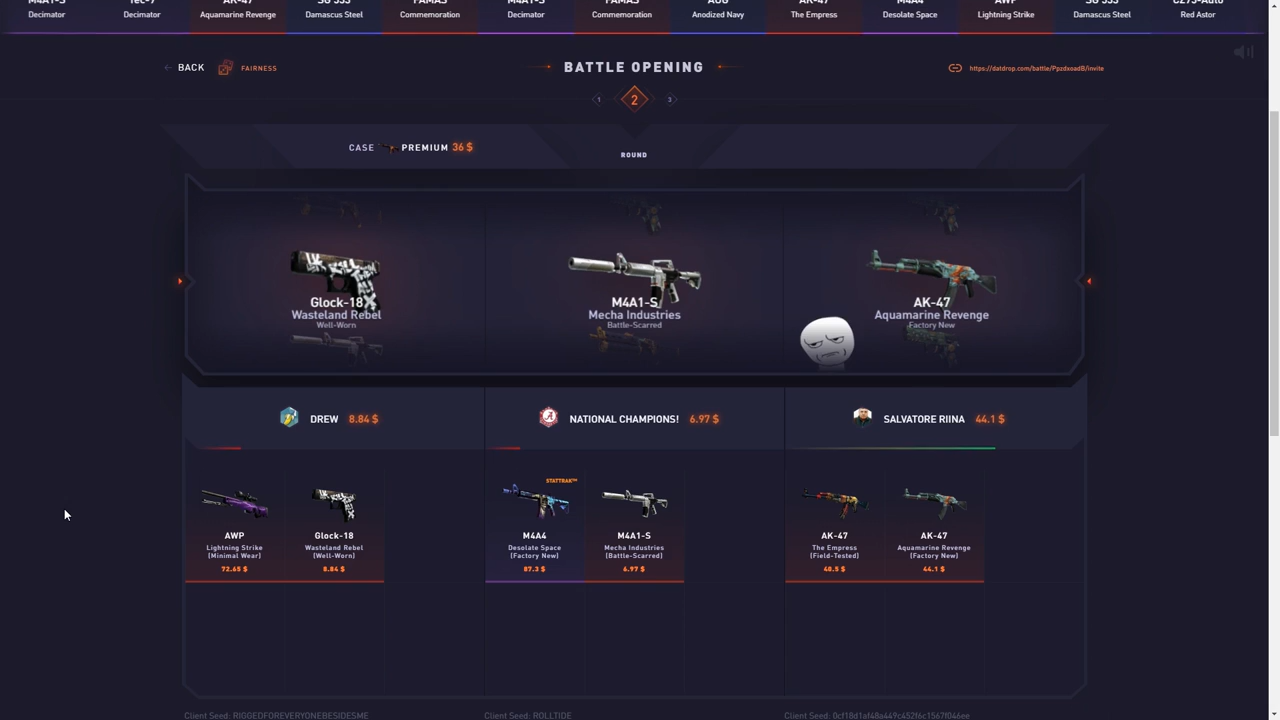 M4A1-S Tec-9 AK-47 SG 553 FAMAS M4A1-S FAMAS AUG AK-47 M4A4 AWP SG 553 CZ75-Auto
Decimator Decimator Aquamarine Revenge Damascus Steel Commemoration Decimator Commemoration Anodized Navy The Empress Desolate Space Lightning Strike Damascus Steel Red Astor
BACK FAIRNESS
BATTLE OPENING
https://datdrop.com/battle/PpzdxoadB/invite
1 2 3
CASE PREMIUM 36 $
ROUND
Glock-18
Wasteland Rebel
Well-Worn
M4A1-S
Mecha Industries
Battle-Scarred
AK-47
Aquamarine Revenge
Factory New
DREW 8.84 $
NATIONAL CHAMPIONS! 6.97 $
SALVATORE RIINA 44.1 $
AWP
Lightning Strike
(Minimal Wear)
72.65 $
Glock-18
Wasteland Rebel
(Well-Worn)
8.84 $
STATTRAK™
M4A4
Desolate Space
(Factory New)
87.3 $
M4A1-S
Mecha Industries
(Battle-Scarred)
6.97 $
AK-47
The Empress
(Field-Tested)
48.5 $
AK-47
Aquamarine Revenge
(Factory New)
44.1 $
Client Seed: RIGGEDFOREVERYONEBESIDESME
Client Seed: ROLLTIDE
Client Seed: 0cf18d1af48a449c452f6c1567f046ee